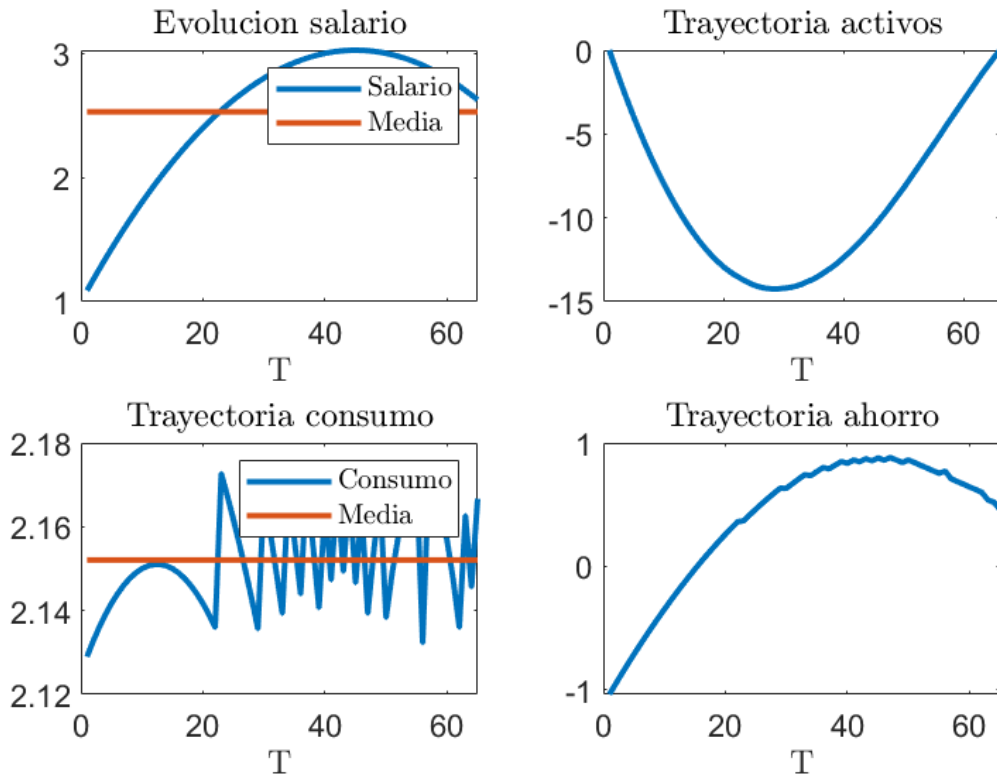 Evolucion salario
3
2
1
Salario
Media
0 20 40 60
T
Trayectoria activos
0
-5
-10
-15
0 20 40 60
T
Trayectoria consumo
2.18
2.16
2.14
2.12
Consumo
Media
0 20 40 60
T
Trayectoria ahorro
1
0
-1
0 20 40 60
T